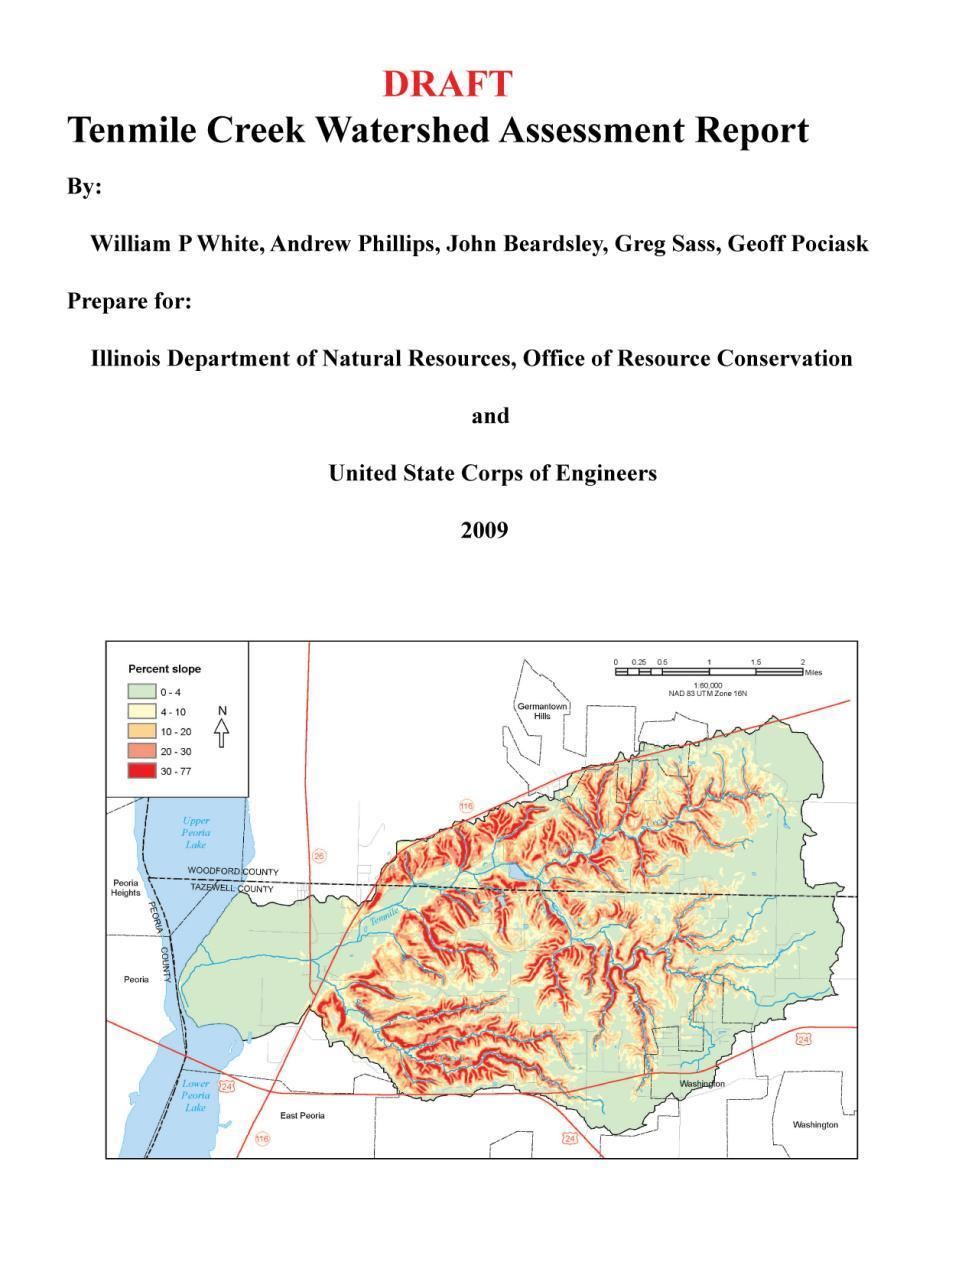 DRAFT
Tenmile Creek Watershed Assessment Report
By:
William P White, Andrew Phillips, John Beardsley, Greg Sass, Geoff Pociask
Prepare for:
Illinois Department of Natural Resources, Office of Resource Conservation
and
United State Corps of Engineers
2009
Percent slope
0 - 4
4 - 10
10 - 20
20 - 30
30 - 77
N
0 0.25 0.5 1 1.5 2
Miles
1:60,000
NAD 83 UTM Zone 16N
Germantown
Hills
116
Upper
Peoria
Lake
26
WOODFORD COUNTY
TAZEWELL COUNTY
Peoria
Heights
PEORIA COUNTY
Tenmile
Creek
Peoria
24
Lower
Peoria
Lake
24
Washington
East Peoria
Washington
116
24